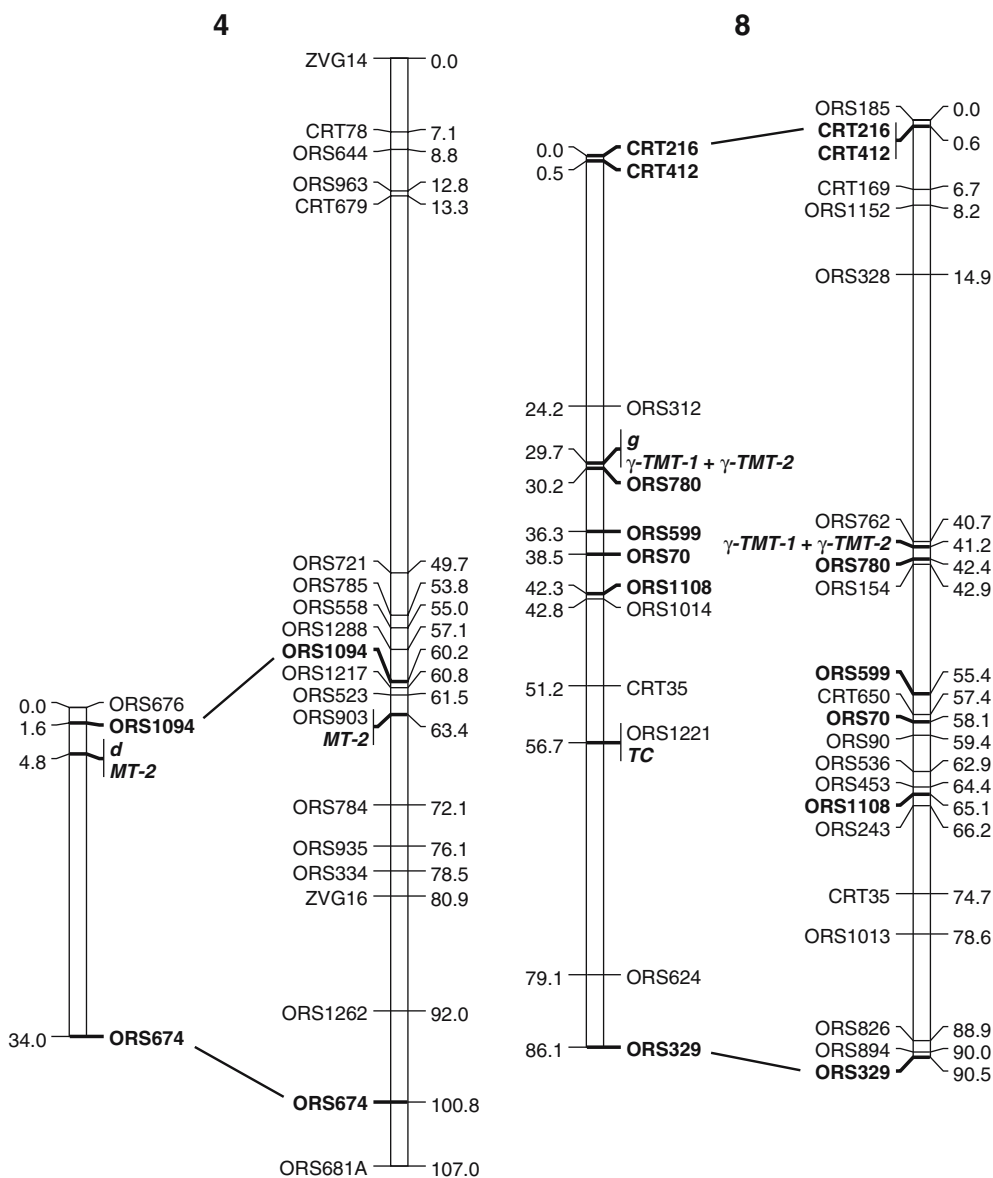 4
ZVG14 0.0
CRT78 7.1
ORS644 8.8
ORS963 12.8
CRT679 13.3
ORS721 49.7
ORS785 53.8
ORS558 55.0
ORS1288 57.1
ORS1094 60.2
ORS1217 60.8
ORS523 61.5
ORS903 63.4
MT-2
ORS784 72.1
ORS935 76.1
ORS334 78.5
ZVG16 80.9
ORS1262 92.0
ORS674 100.8
ORS681A 107.0
0.0 ORS676
1.6 ORS1094
4.8 d
MT-2
34.0 ORS674
8
0.0 CRT216
0.5 CRT412
24.2 ORS312
29.7 g
γ-TMT-1 + γ-TMT-2
30.2 ORS780
36.3 ORS599
38.5 ORS70
42.3 ORS1108
42.8 ORS1014
51.2 CRT35
56.7 ORS1221
TC
79.1 ORS624
86.1 ORS329
ORS185 0.0
CRT216 0.6
CRT412
CRT169 6.7
ORS1152 8.2
ORS328 14.9
ORS762 40.7
γ-TMT-1 + γ-TMT-2 41.2
ORS780 42.4
ORS154 42.9
ORS599 55.4
CRT650 57.4
ORS70 58.1
ORS90 59.4
ORS536 62.9
ORS453 64.4
ORS1108 65.1
ORS243 66.2
CRT35 74.7
ORS1013 78.6
ORS826 88.9
ORS894 90.0
ORS329 90.5